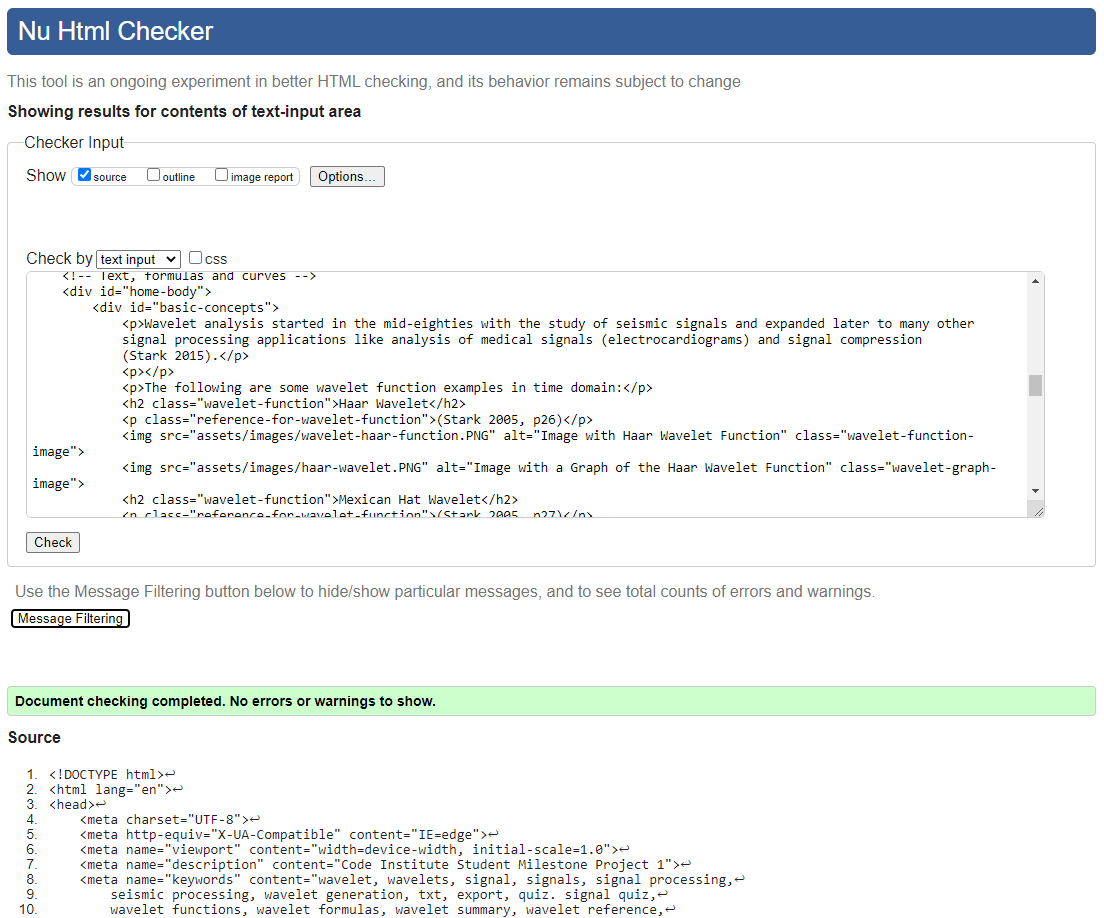 Nu Html Checker
This tool is an ongoing experiment in better HTML checking, and its behavior remains subject to change
Showing results for contents of text-input area
Checker Input
Show source outline image report Options...
Check by text input css
<!-- Text, formulas and curves -->
<div id="home-body">
<div id="basic-concepts">
<p>Wavelet analysis started in the mid-eighties with the study of seismic signals and expanded later to many other
signal processing applications like analysis of medical signals (electrocardiograms) and signal compression
(Stark 2015).</p>
<p></p>
<p>The following are some wavelet function examples in time domain:</p>
<h2 class="wavelet-function">Haar Wavelet</h2>
<p class="reference-for-wavelet-function">(Stark 2005, p26)</p>
<img src="assets/images/wavelet-haar-function.PNG" alt="Image with Haar Wavelet Function" class="wavelet-function-
image">
<img src="assets/images/haar-wavelet.PNG" alt="Image with a Graph of the Haar Wavelet Function" class="wavelet-graph-
image">
<h2 class="wavelet-function">Mexican Hat Wavelet</h2>
<p class="reference-for-wavelet-function">(Stark 2005, p27)</p>
Check
Use the Message Filtering button below to hide/show particular messages, and to see total counts of errors and warnings.
Message Filtering
Document checking completed. No errors or warnings to show.
Source
1. <!DOCTYPE html>↩
2. <html lang="en">↩
3. <head>↩
4. <meta charset="UTF-8">↩
5. <meta http-equiv="X-UA-Compatible" content="IE=edge">↩
6. <meta name="viewport" content="width=device-width, initial-scale=1.0">↩
7. <meta name="description" content="Code Institute Student Milestone Project 1">↩
8. <meta name="keywords" content="wavelet, wavelets, signal, signals, signal processing,↩
9. seismic processing, wavelet generation, txt, export, quiz. signal quiz,↩
10. wavelet functions, wavelet formulas, wavelet summary, wavelet reference,↩